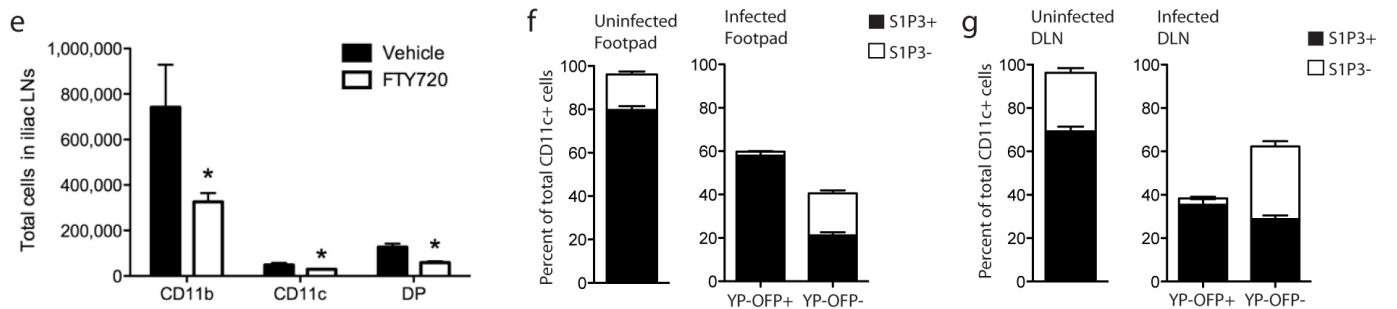 e
Total cells in iliac LNs
1,000,000
800,000
600,000
400,000
200,000
0
Vehicle
FTY720
*
*
*
CD11b CD11c DP
f
Uninfected
Footpad
Infected
Footpad
S1P3+
S1P3-
Percent of total CD11c+ cells
100
80
60
40
20
0
100
80
60
40
20
0
YP-OFP+ YP-OFP-
g
Uninfected
DLN
Infected
DLN
S1P3+
S1P3-
Percent of total CD11c+ cells
100
80
60
40
20
0
100
80
60
40
20
0
YP-OFP+ YP-OFP-